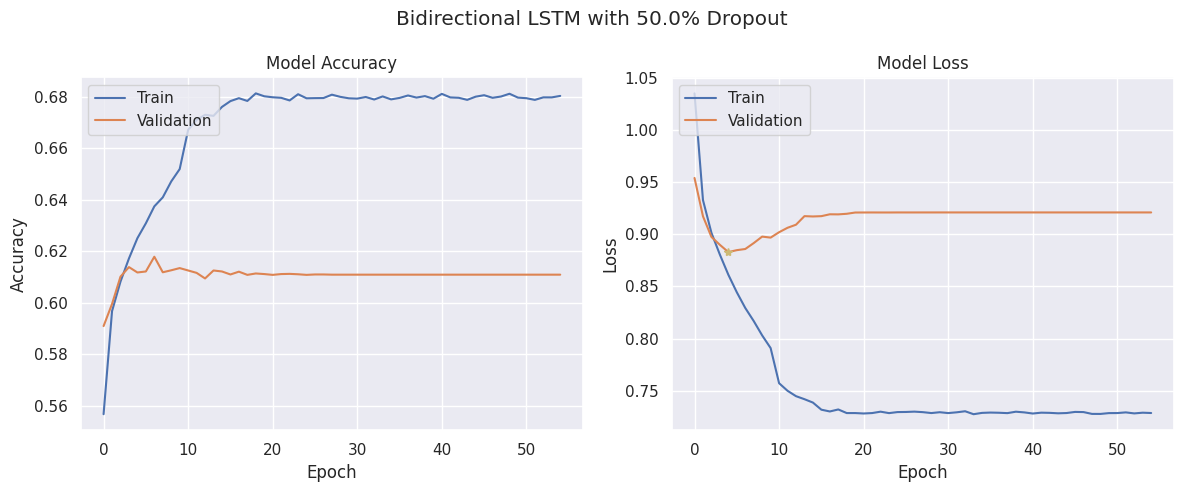 Bidirectional LSTM with 50.0% Dropout
Model Accuracy
Train
Validation
0.68
0.66
0.64
0.62
0.60
0.58
0.56
Accuracy
0
10
20
30
40
50
Epoch
Model Loss
Train
Validation
1.05
1.00
0.95
0.90
0.85
0.80
0.75
Loss
0
10
20
30
40
50
Epoch